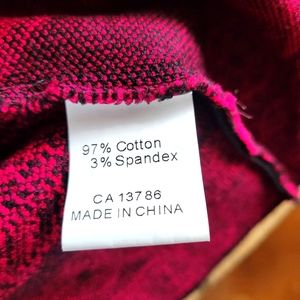 97% Cotton
3% Spandex
CA 13786
MADE IN CHINA